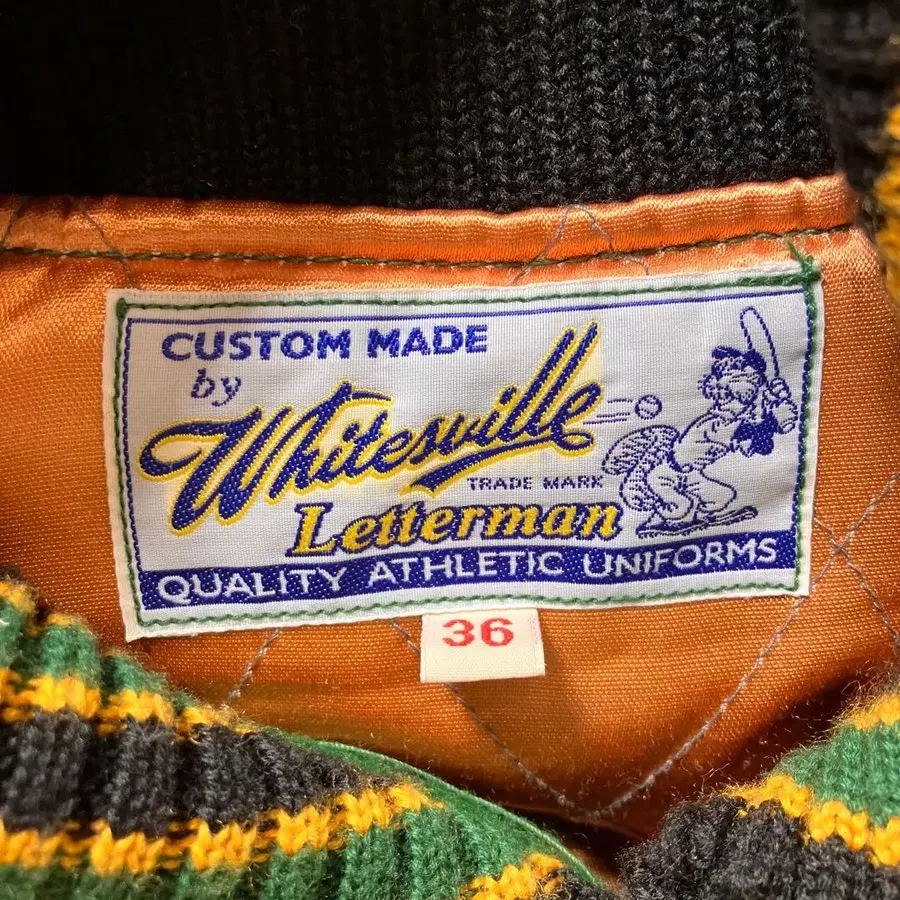 CUSTOM MADE
by
Whitesville
TRADE MARK
Letterman
QUALITY ATHLETIC UNIFORMS
36